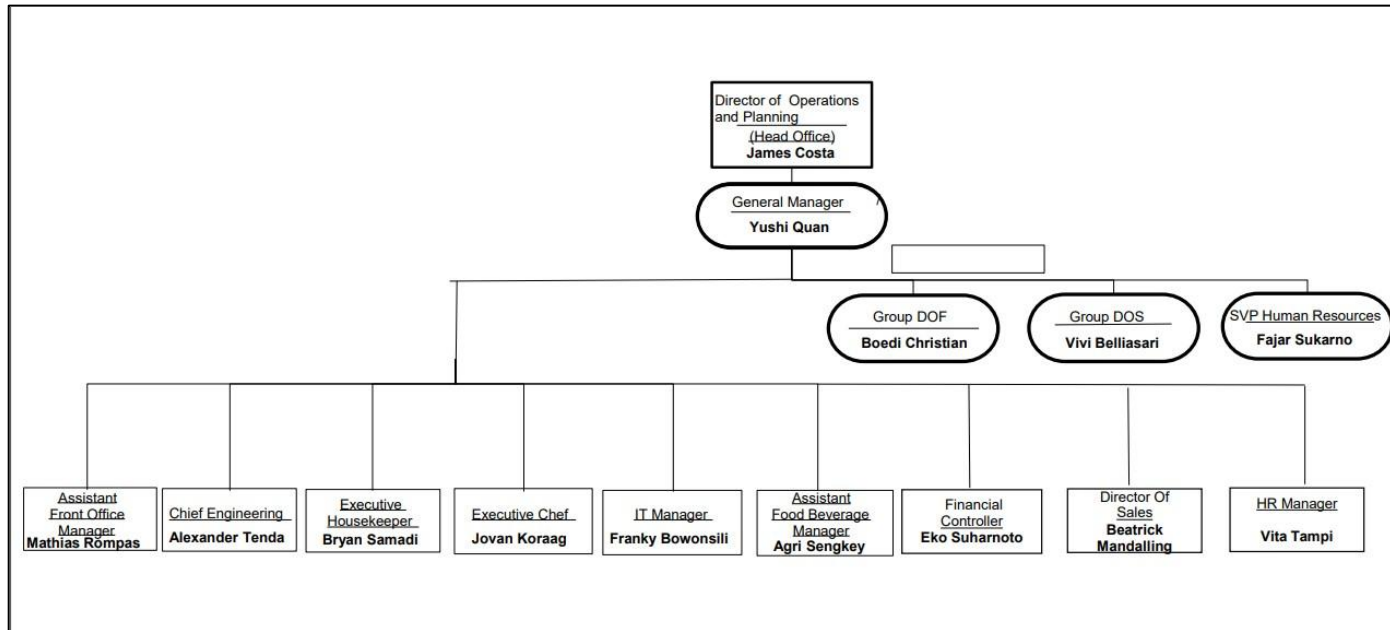 Director of Operations
and Planning
(Head Office)
James Costa
General Manager
Yushi Quan
Group DOF
Boedi Christian
Group DOS
Vivi Belliasari
SVP Human Resources
Fajar Sukarno
Assistant
Front Office
Manager
Mathias Rompas
Chief Engineering
Alexander Tenda
Executive
Housekeeper
Bryan Samadi
Executive Chef
Jovan Koraag
IT Manager
Franky Bowonsili
Assistant
Food Beverage
Manager
Agri Sengkey
Financial
Controller
Eko Suharnoto
Director Of
Sales
Beatrick
Mandalling
HR Manager
Vita Tampi